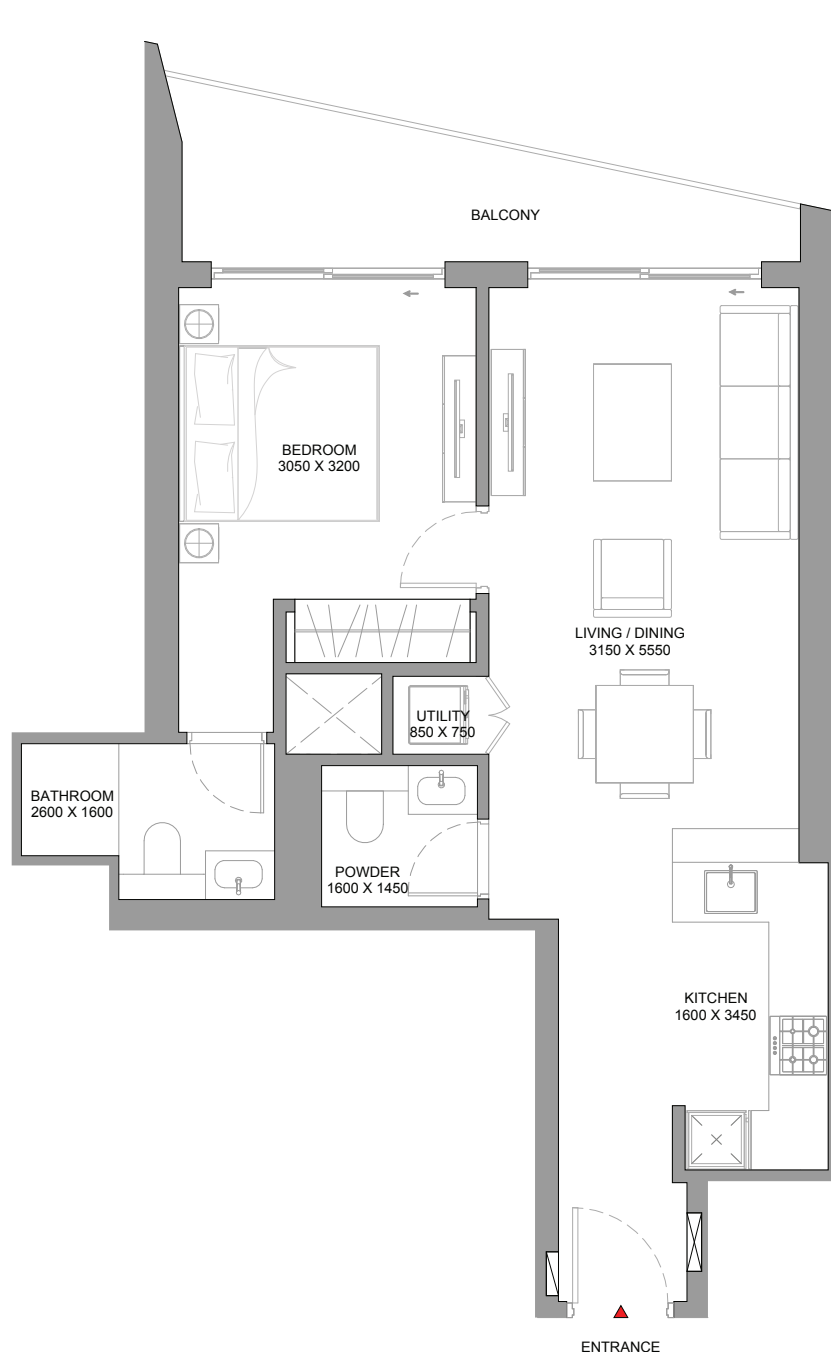 BALCONY
BEDROOM
3050 X 3200
LIVING / DINING
3150 X 5550
UTILITY
850 X 750
BATHROOM
2600 X 1600
POWDER
1600 X 1450
KITCHEN
1600 X 3450
ENTRANCE